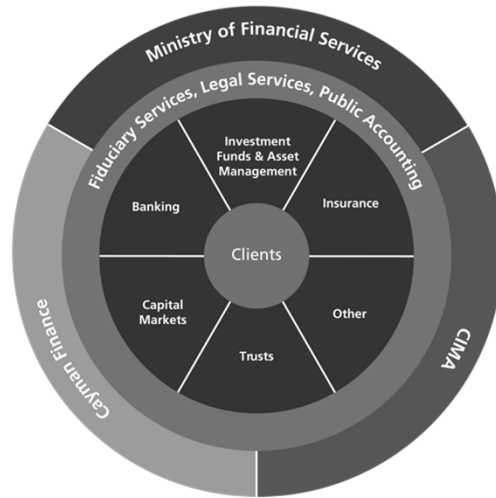 Ministry of Financial Services
Fiduciary Services, Legal Services, Public Accounting
Investment
Funds & Asset
Management
Banking
Insurance
Clients
Capital
Markets
Other
Trusts
Cayman Finance
CIMA